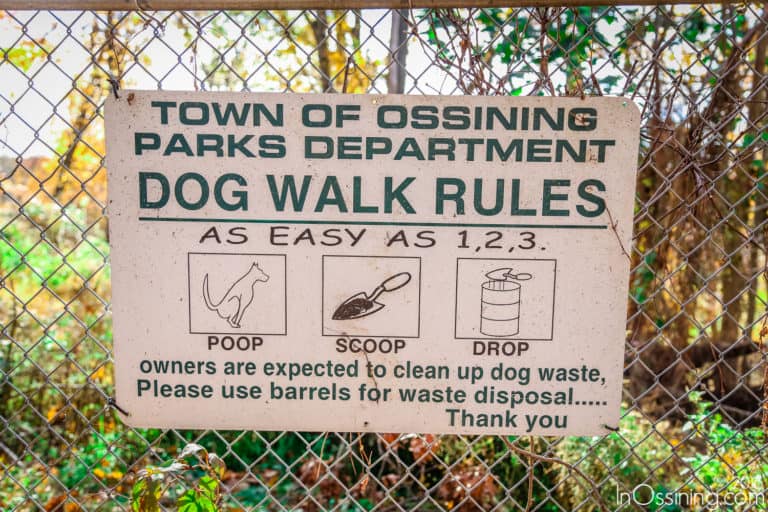 TOWN OF OSSINING
PARKS DEPARTMENT
DOG WALK RULES
AS EASY AS 1,2,3.
POOP SCOOP DROP
owners are expected to clean up dog waste,
Please use barrels for waste disposal.....
Thank you
InOssining.com